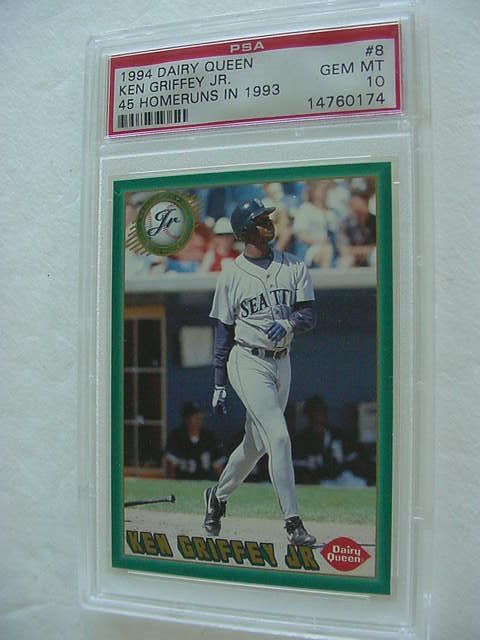 PSA
1994 DAIRY QUEEN #8
KEN GRIFFEY JR. GEM MT
45 HOMERUNS IN 1993 10
14760174
Jr
SEATTL
KEN GRIFFEY JR
Dairy
Queen